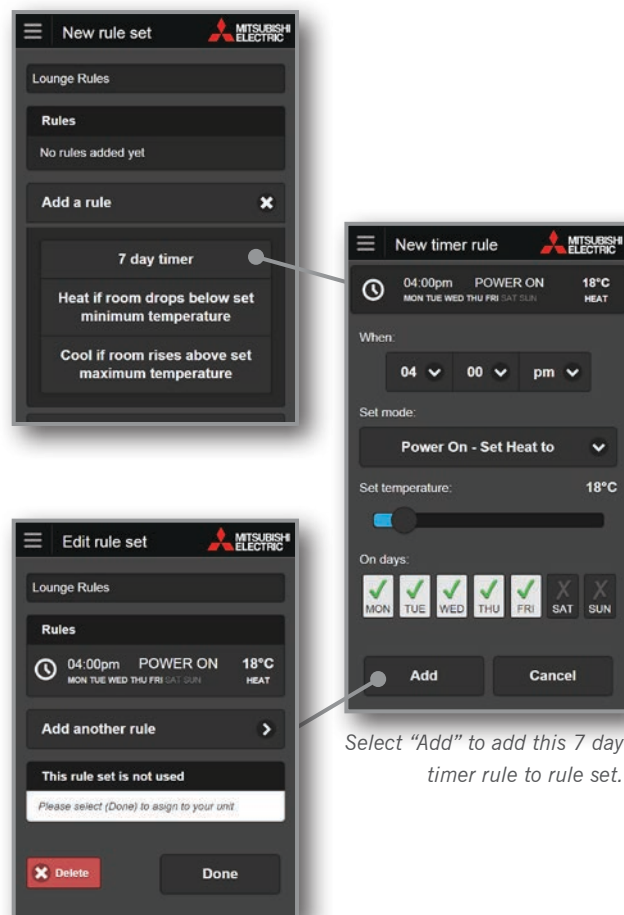 New rule set
MITSUBISHI
ELECTRIC
Lounge Rules
Rules
No rules added yet
Add a rule
7 day timer
Heat if room drops below set
minimum temperature
Cool if room rises above set
maximum temperature
New timer rule
MITSUBISHI
ELECTRIC
04:00pm POWER ON 18°C
MON TUE WED THU FRI SAT SUN HEAT
When:
04 00 pm
Set mode:
Power On - Set Heat to
Set temperature: 18°C
On days:
MON TUE WED THU FRI SAT SUN
Add Cancel
Select “Add” to add this 7 day
timer rule to rule set.
Edit rule set
MITSUBISHI
ELECTRIC
Lounge Rules
Rules
04:00pm POWER ON 18°C
MON TUE WED THU FRI SAT SUN HEAT
Add another rule
This rule set is not used
Please select (Done) to asign to your unit
Delete Done